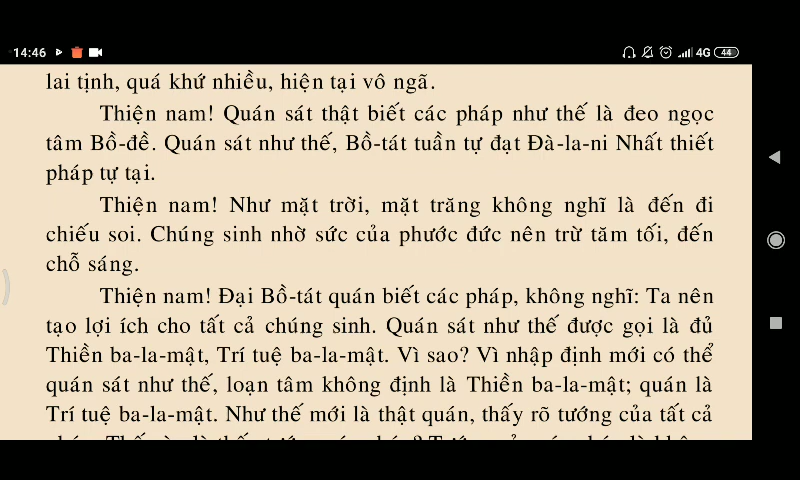 14:46
4G 44
lai tịnh, quá khứ nhiều, hiện tại vô ngã.
Thiện nam! Quán sát thật biết các pháp như thế là đeo ngọc
tâm Bồ-đề. Quán sát như thế, Bồ-tát tuần tự đạt Đà-la-ni Nhất thiết
pháp tự tại.
Thiện nam! Như mặt trời, mặt trăng không nghĩ là đến đi
chiếu soi. Chúng sinh nhờ sức của phước đức nên trừ tăm tối, đến
chỗ sáng.
Thiện nam! Đại Bồ-tát quán biết các pháp, không nghĩ: Ta nên
tạo lợi ích cho tất cả chúng sinh. Quán sát như thế được gọi là đủ
Thiền ba-la-mật, Trí tuệ ba-la-mật. Vì sao? Vì nhập định mới có thể
quán sát như thế, loạn tâm không định là Thiền ba-la-mật; quán là
Trí tuệ ba-la-mật. Như thế mới là thật quán, thấy rõ tướng của tất cả